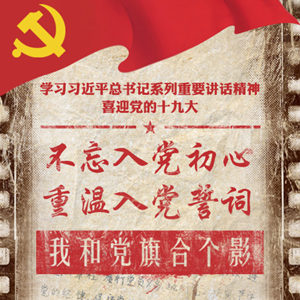 学习习近平总书记系列重要讲话精神
喜迎党的十九大
不忘入党初心
重温入党誓词
我和党旗合个影